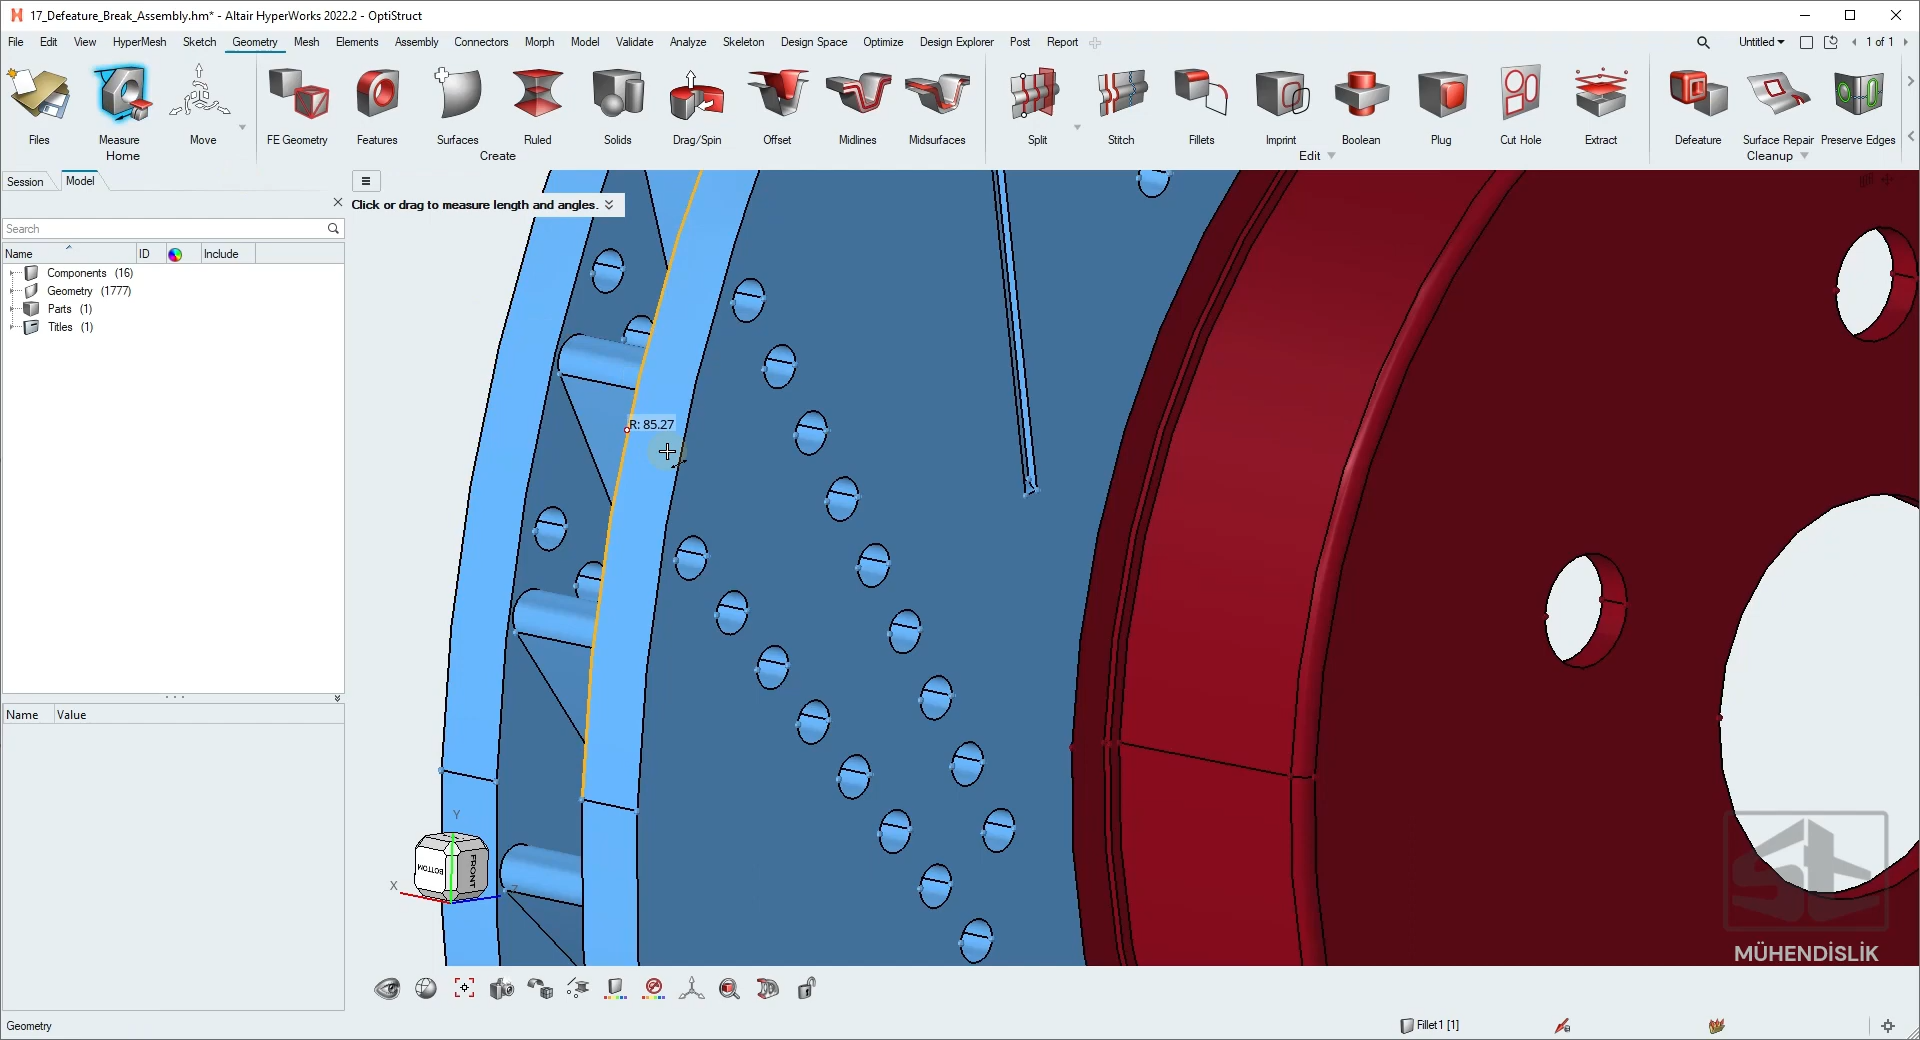 17_Defeature_Break_Assembly.hm* - Altair HyperWorks 2022.2 - OptiStruct
File Edit View HyperMesh Sketch Geometry Mesh Elements Assembly Connectors Morph Model Validate Analyze Skeleton Design Space Optimize Design Explorer Post Report Untitled 1 of 1
Files Measure Move FE Geometry Features Surfaces Ruled Solids Drag/Spin Offset Midlines Midsurfaces Split Stitch Fillets Imprint Boolean Plug Cut Hole Extract Defeature Surface Repair Preserve Edges
Home Create Edit Cleanup
Session Model
Click or drag to measure length and angles.
Search
Name ID Include
Components (16)
Geometry (1777)
Parts (1)
Titles (1)
R: 85.27
Name Value
Y
BOTTOM FRONT
X Z
MÜHENDİSLİK
Geometry Fillet1 [1]